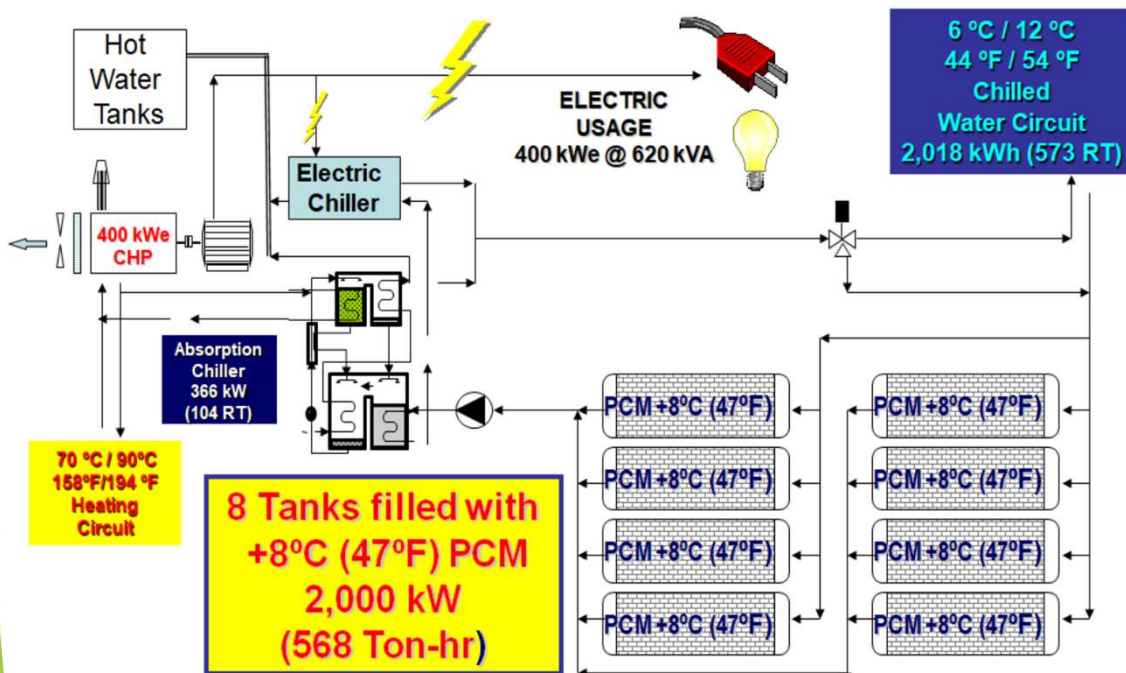 Hot
Water
Tanks
ELECTRIC
USAGE
400 kWe @ 620 kVA
6 ºC / 12 ºC
44 ºF / 54 ºF
Chilled
Water Circuit
2,018 kWh (573 RT)
Electric
Chiller
400 kWe
CHP
Absorption
Chiller
366 kW
(104 RT)
70 ºC / 90ºC
158ºF/194 ºF
Heating
Circuit
8 Tanks filled with
+8ºC (47ºF) PCM
2,000 kW
(568 Ton-hr)
PCM +8ºC (47ºF)
PCM +8ºC (47ºF)
PCM +8ºC (47ºF)
PCM +8ºC (47ºF)
PCM +8ºC (47ºF)
PCM +8ºC (47ºF)
PCM +8ºC (47ºF)
PCM +8ºC (47ºF)